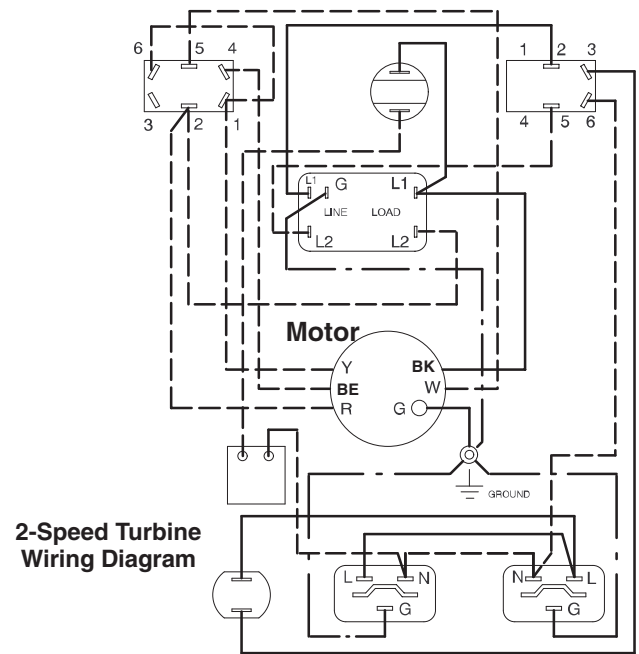 6 5 4
3 2 1
1 2 3
4 5 6
L1 G L1
LINE LOAD
L2 L2
Motor
Y BK
BE W
R G
GROUND
2-Speed Turbine
Wiring Diagram
L N
G
N L
G